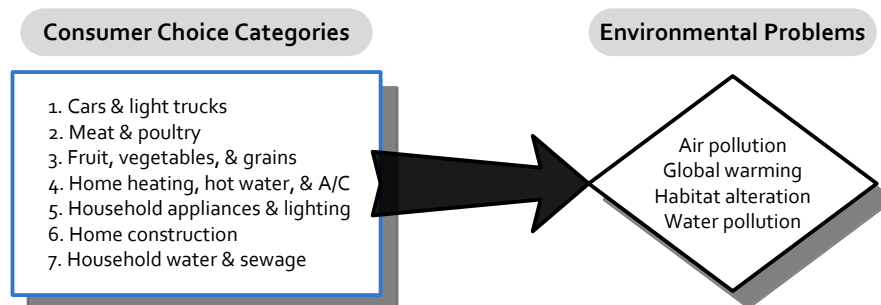 Consumer Choice Categories
Environmental Problems
1. Cars & light trucks
2. Meat & poultry
3. Fruit, vegetables, & grains
4. Home heating, hot water, & A/C
5. Household appliances & lighting
6. Home construction
7. Household water & sewage
Air pollution
Global warming
Habitat alteration
Water pollution